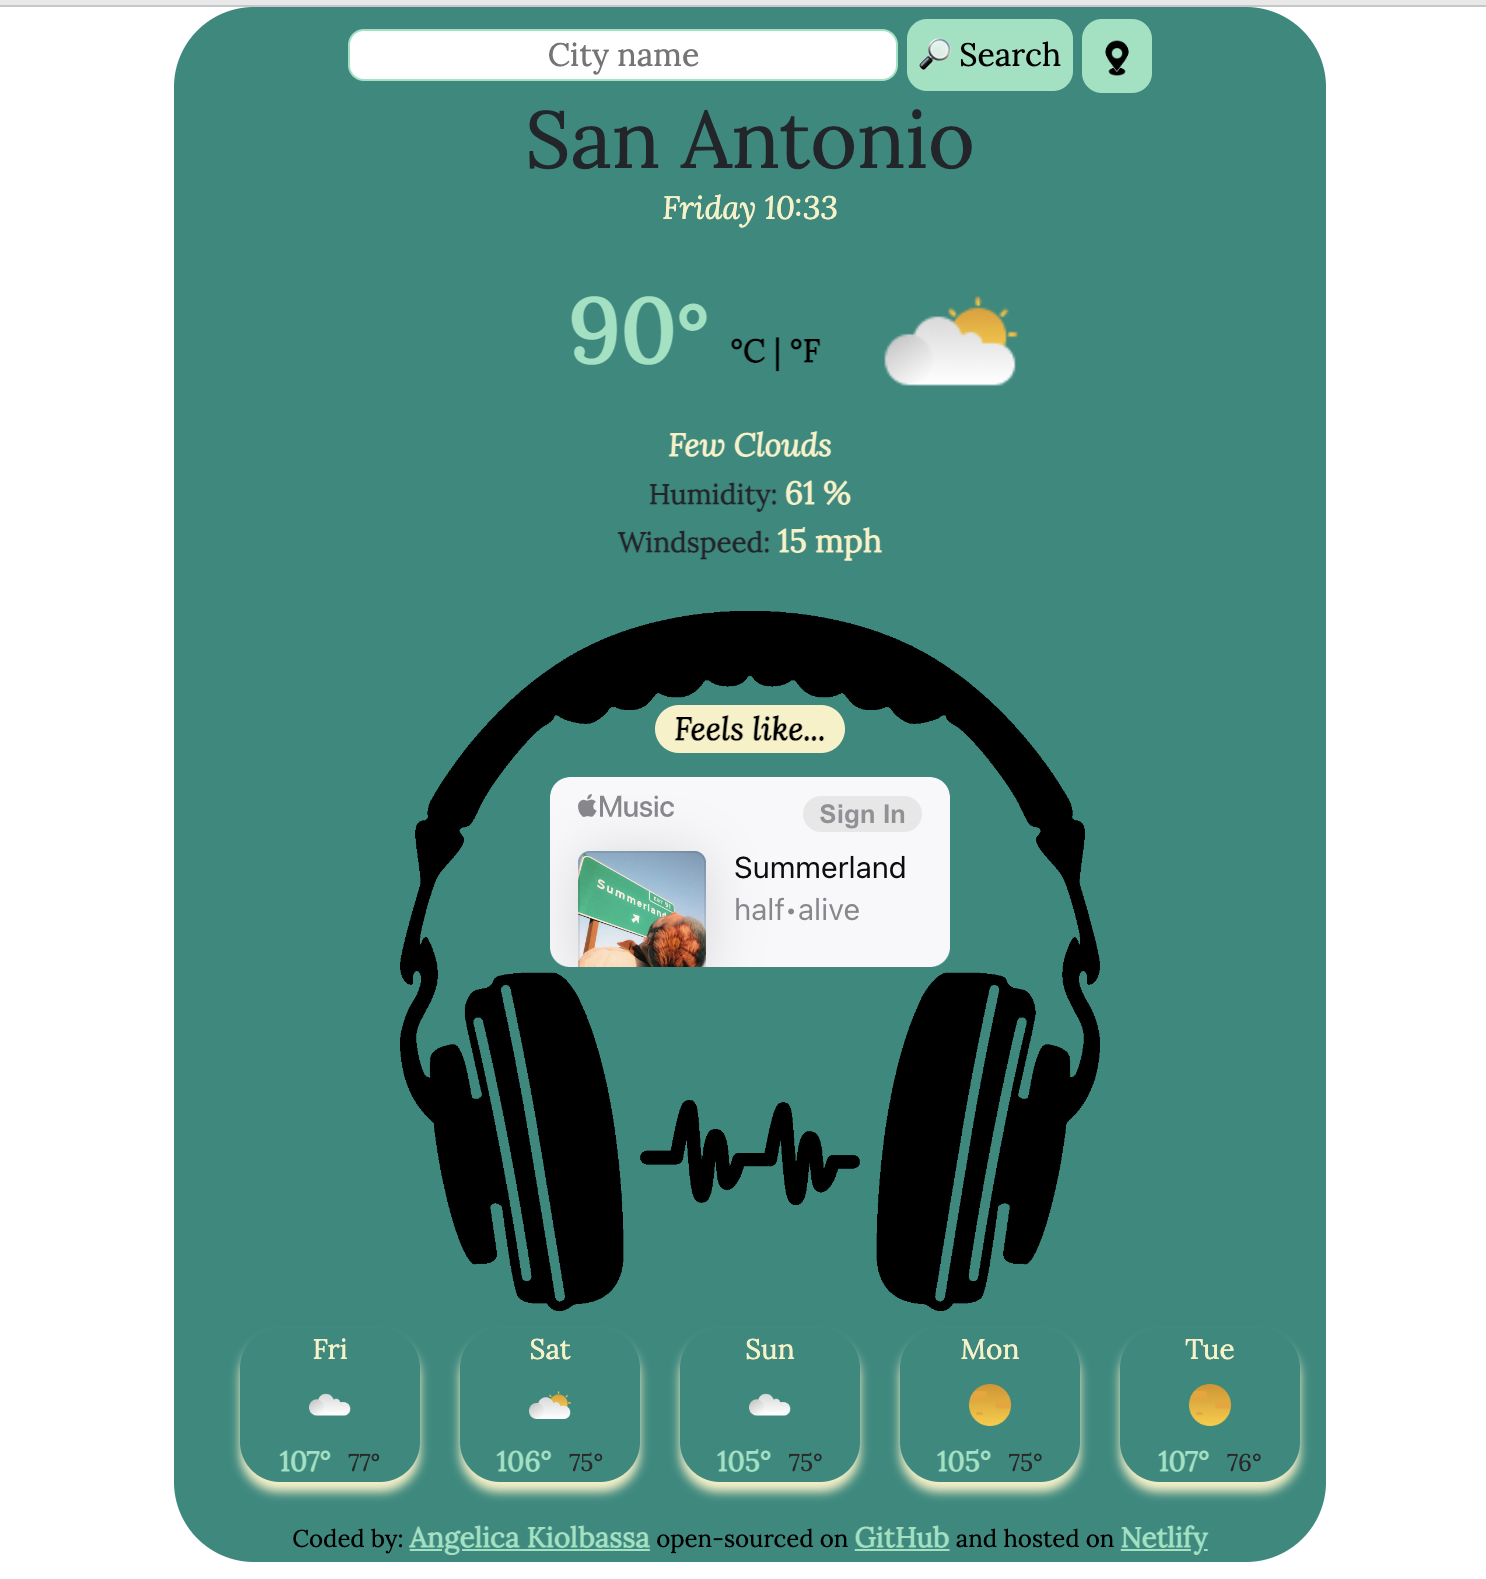 City name
🔎 Search
San Antonio
Friday 10:33
90° °C | °F
Few Clouds
Humidity: 61 %
Windspeed: 15 mph
Feels like...
Music
Sign In
Summerland
Summerland
half•alive
Fri
107° 77°
Sat
106° 75°
Sun
105° 75°
Mon
105° 75°
Tue
107° 76°
Coded by: Angelica Kiolbassa open-sourced on GitHub and hosted on Netlify